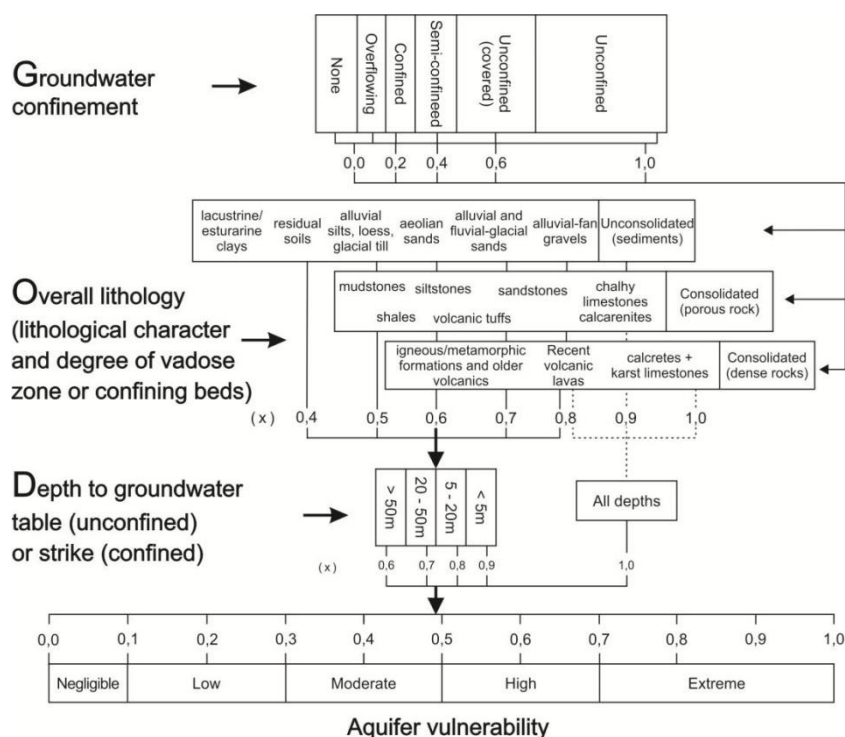 Groundwater
confinement
None
Overflowing
Confined
Semi-confineed
Unconfined
(covered)
Unconfined
0,0 0,2 0,4 0,6 1,0
lacustrine/
esturarine
clays
residual
soils
alluvial
silts, loess,
glacial till
aeolian
sands
alluvial and
fluvial-glacial
sands
alluvial-fan
gravels
Unconsolidated
(sediments)
Overall lithology
(lithological character
and degree of vadose
zone or confining beds)
mudstones
shales
siltstones
volcanic tuffs
sandstones
chalhy
limestones
calcarenites
Consolidated
(porous rock)
igneous/metamorphic
formations and older
volcanics
Recent
volcanic
lavas
calcretes +
karst limestones
Consolidated
(dense rocks)
(x) 0,4 0,5 0,6 0,7 0,8 0,9 1,0
Depth to groundwater
table (unconfined)
or strike (confined)
> 50m
20 - 50m
5 - 20m
< 5m
All depths
(x) 0,6 0,7 0,8 0,9 1,0
0,0 0,1 0,2 0,3 0,4 0,5 0,6 0,7 0,8 0,9 1,0
Negligible Low Moderate High Extreme
Aquifer vulnerability